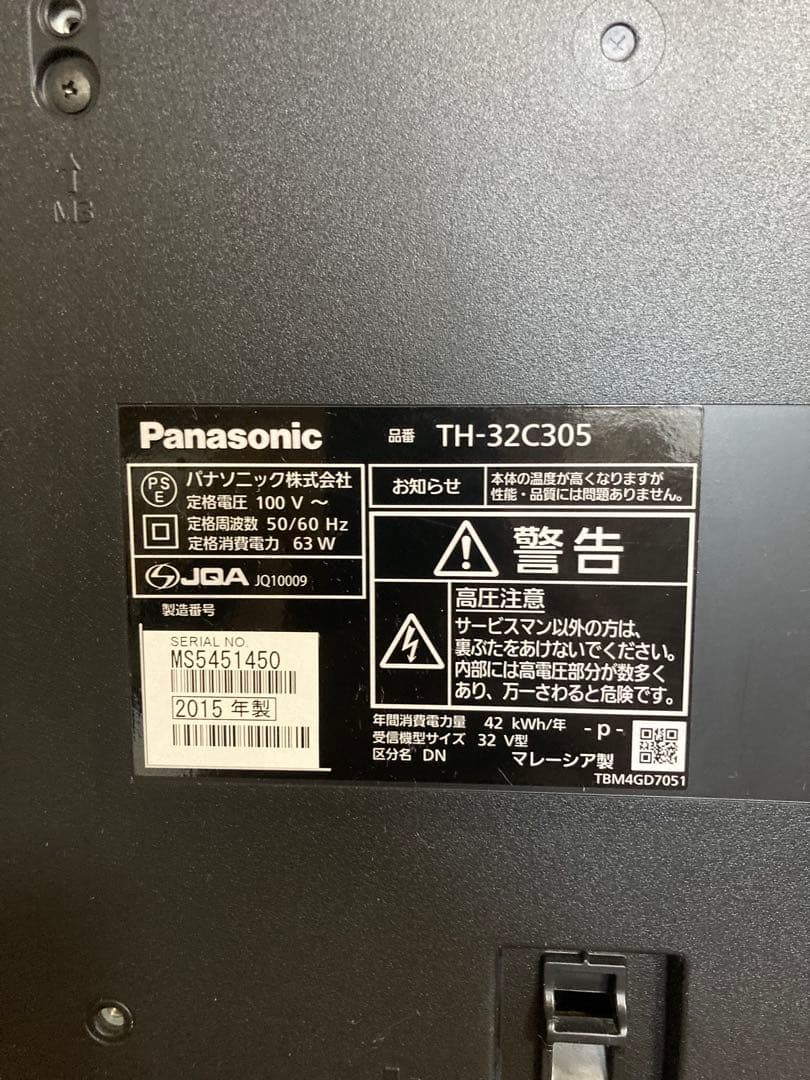 MB
Panasonic 品番 TH-32C305
PS
E
パナソニック株式会社
定格電圧 100 V ～
定格周波数 50/60 Hz
定格消費電力 63 W
JQA JQ10009
製造番号
SERIAL NO.
MS5451450
2015 年製
お知らせ
本体の温度が高くなりますが
性能・品質には問題ありません。
警告
高圧注意
サービスマン以外の方は、
裏ぶたをあけないでください。
内部には高電圧部分が数多く
あり、万一さわると危険です。
年間消費電力量 42 kWh/年
受信機型サイズ 32 V型
区分名 DN
- p -
マレーシア製
TBM4GD7051